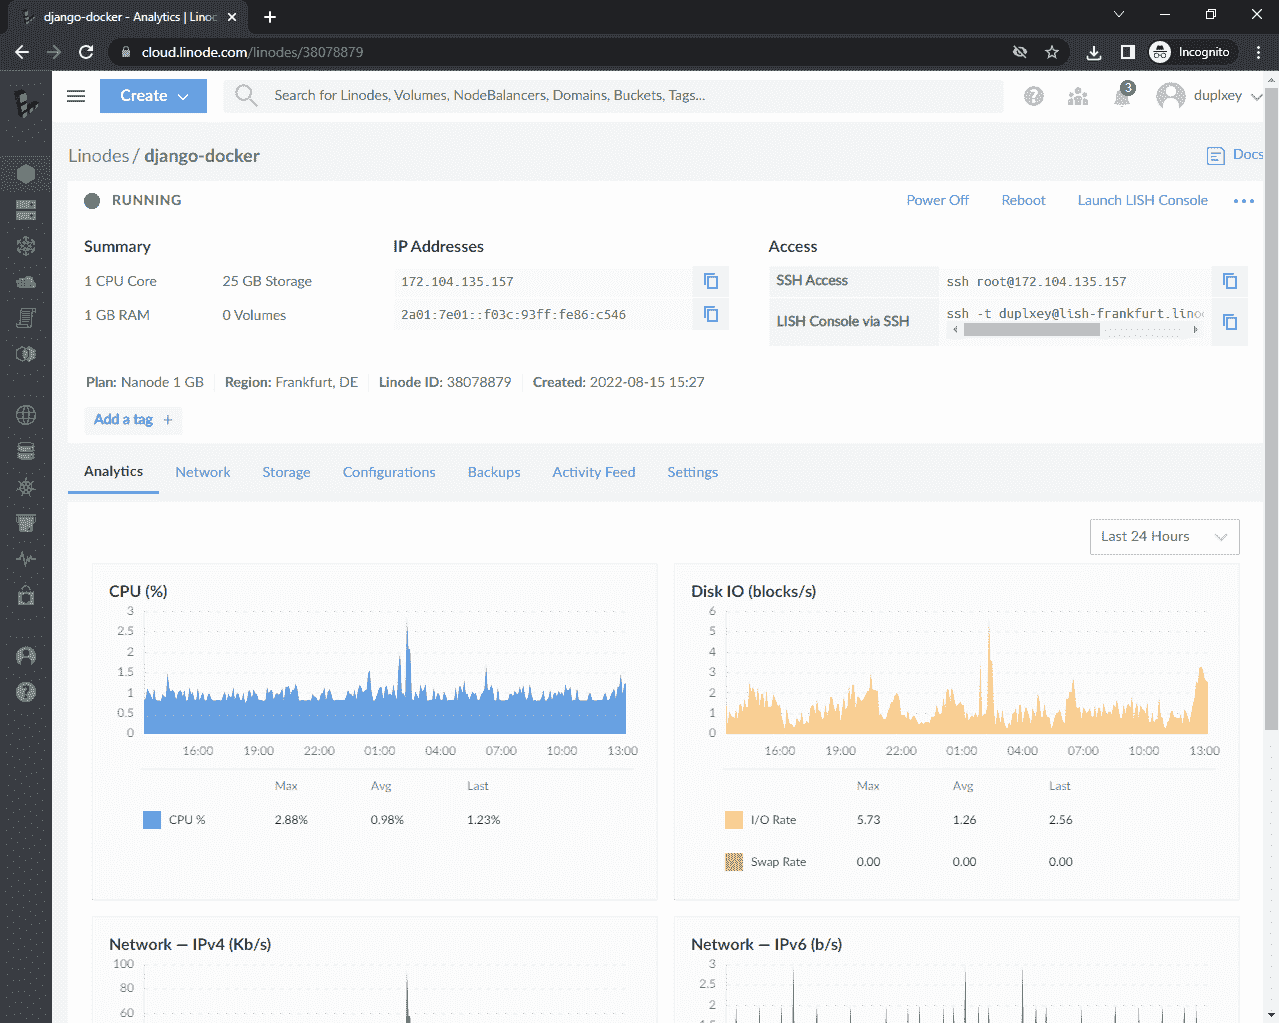 django-docker - Analytics | Linod
cloud.linode.com/linodes/38078879
Incognito
Create
Search for Linodes, Volumes, NodeBalancers, Domains, Buckets, Tags...
3
duplxey
Linodes / django-docker
Docs
RUNNING
Power Off Reboot Launch LISH Console
Summary IP Addresses Access
1 CPU Core 25 GB Storage 172.104.135.157 SSH Access ssh root@172.104.135.157
1 GB RAM 0 Volumes 2a01:7e01::f03c:93ff:fe86:c546 LISH Console via SSH ssh -t duplxey@lish-frankfurt.lino
Plan: Nanode 1 GB Region: Frankfurt, DE Linode ID: 38078879 Created: 2022-08-15 15:27
Add a tag +
Analytics Network Storage Configurations Backups Activity Feed Settings
Last 24 Hours
CPU (%)
3
2.5
2
1.5
1
0.5
0
16:00 19:00 22:00 01:00 04:00 07:00 10:00 13:00
Max Avg Last
CPU % 2.88% 0.98% 1.23%
Disk IO (blocks/s)
6
5
4
3
2
1
0
16:00 19:00 22:00 01:00 04:00 07:00 10:00 13:00
Max Avg Last
I/O Rate 5.73 1.26 2.56
Swap Rate 0.00 0.00 0.00
Network — IPv4 (Kb/s)
100
80
60
Network — IPv6 (b/s)
3
2.5
2
1.5